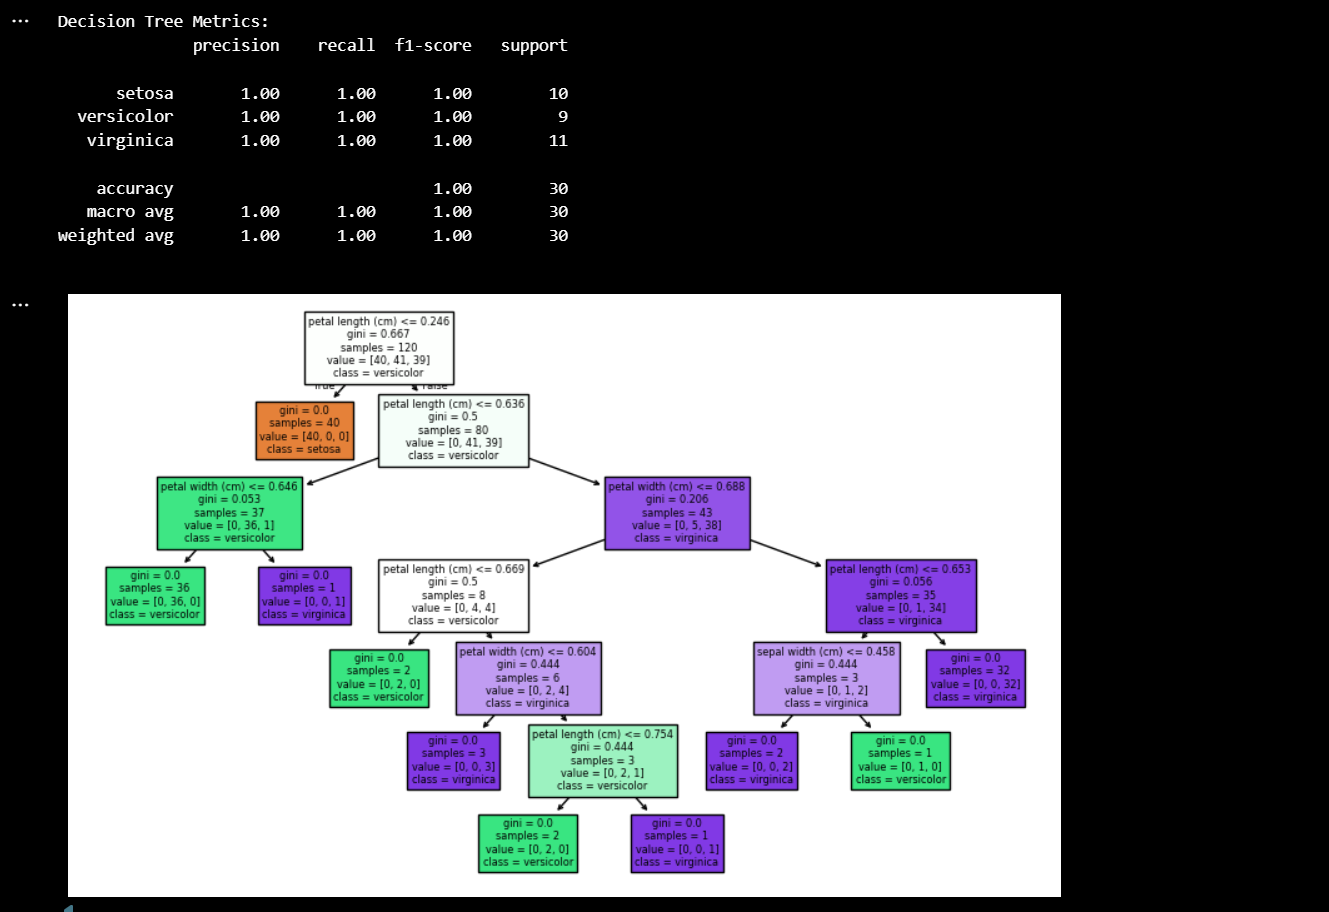 Decision Tree Metrics:
precision recall f1-score support
setosa 1.00 1.00 1.00 10
versicolor 1.00 1.00 1.00 9
virginica 1.00 1.00 1.00 11
accuracy 1.00 30
macro avg 1.00 1.00 1.00 30
weighted avg 1.00 1.00 1.00 30
petal length (cm) <= 0.246
gini = 0.667
samples = 120
value = [40, 41, 39]
class = versicolor
True
False
gini = 0.0
samples = 40
value = [40, 0, 0]
class = setosa
petal length (cm) <= 0.636
gini = 0.5
samples = 80
value = [0, 41, 39]
class = versicolor
petal width (cm) <= 0.646
gini = 0.053
samples = 37
value = [0, 36, 1]
class = versicolor
petal width (cm) <= 0.688
gini = 0.206
samples = 43
value = [0, 5, 38]
class = virginica
gini = 0.0
samples = 36
value = [0, 36, 0]
class = versicolor
gini = 0.0
samples = 1
value = [0, 0, 1]
class = virginica
petal length (cm) <= 0.669
gini = 0.5
samples = 8
value = [0, 4, 4]
class = versicolor
petal length (cm) <= 0.653
gini = 0.056
samples = 35
value = [0, 1, 34]
class = virginica
gini = 0.0
samples = 2
value = [0, 2, 0]
class = versicolor
petal width (cm) <= 0.604
gini = 0.444
samples = 6
value = [0, 2, 4]
class = virginica
sepal width (cm) <= 0.458
gini = 0.444
samples = 3
value = [0, 1, 2]
class = virginica
gini = 0.0
samples = 32
value = [0, 0, 32]
class = virginica
gini = 0.0
samples = 3
value = [0, 0, 3]
class = virginica
petal length (cm) <= 0.754
gini = 0.444
samples = 3
value = [0, 2, 1]
class = versicolor
gini = 0.0
samples = 2
value = [0, 0, 2]
class = virginica
gini = 0.0
samples = 1
value = [0, 1, 0]
class = versicolor
gini = 0.0
samples = 2
value = [0, 2, 0]
class = versicolor
gini = 0.0
samples = 1
value = [0, 0, 1]
class = virginica